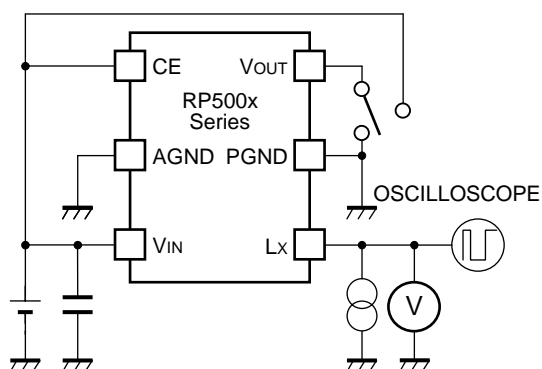 CE
VOUT
RP500x
Series
AGND
PGND
OSCILLOSCOPE
VIN
LX
V